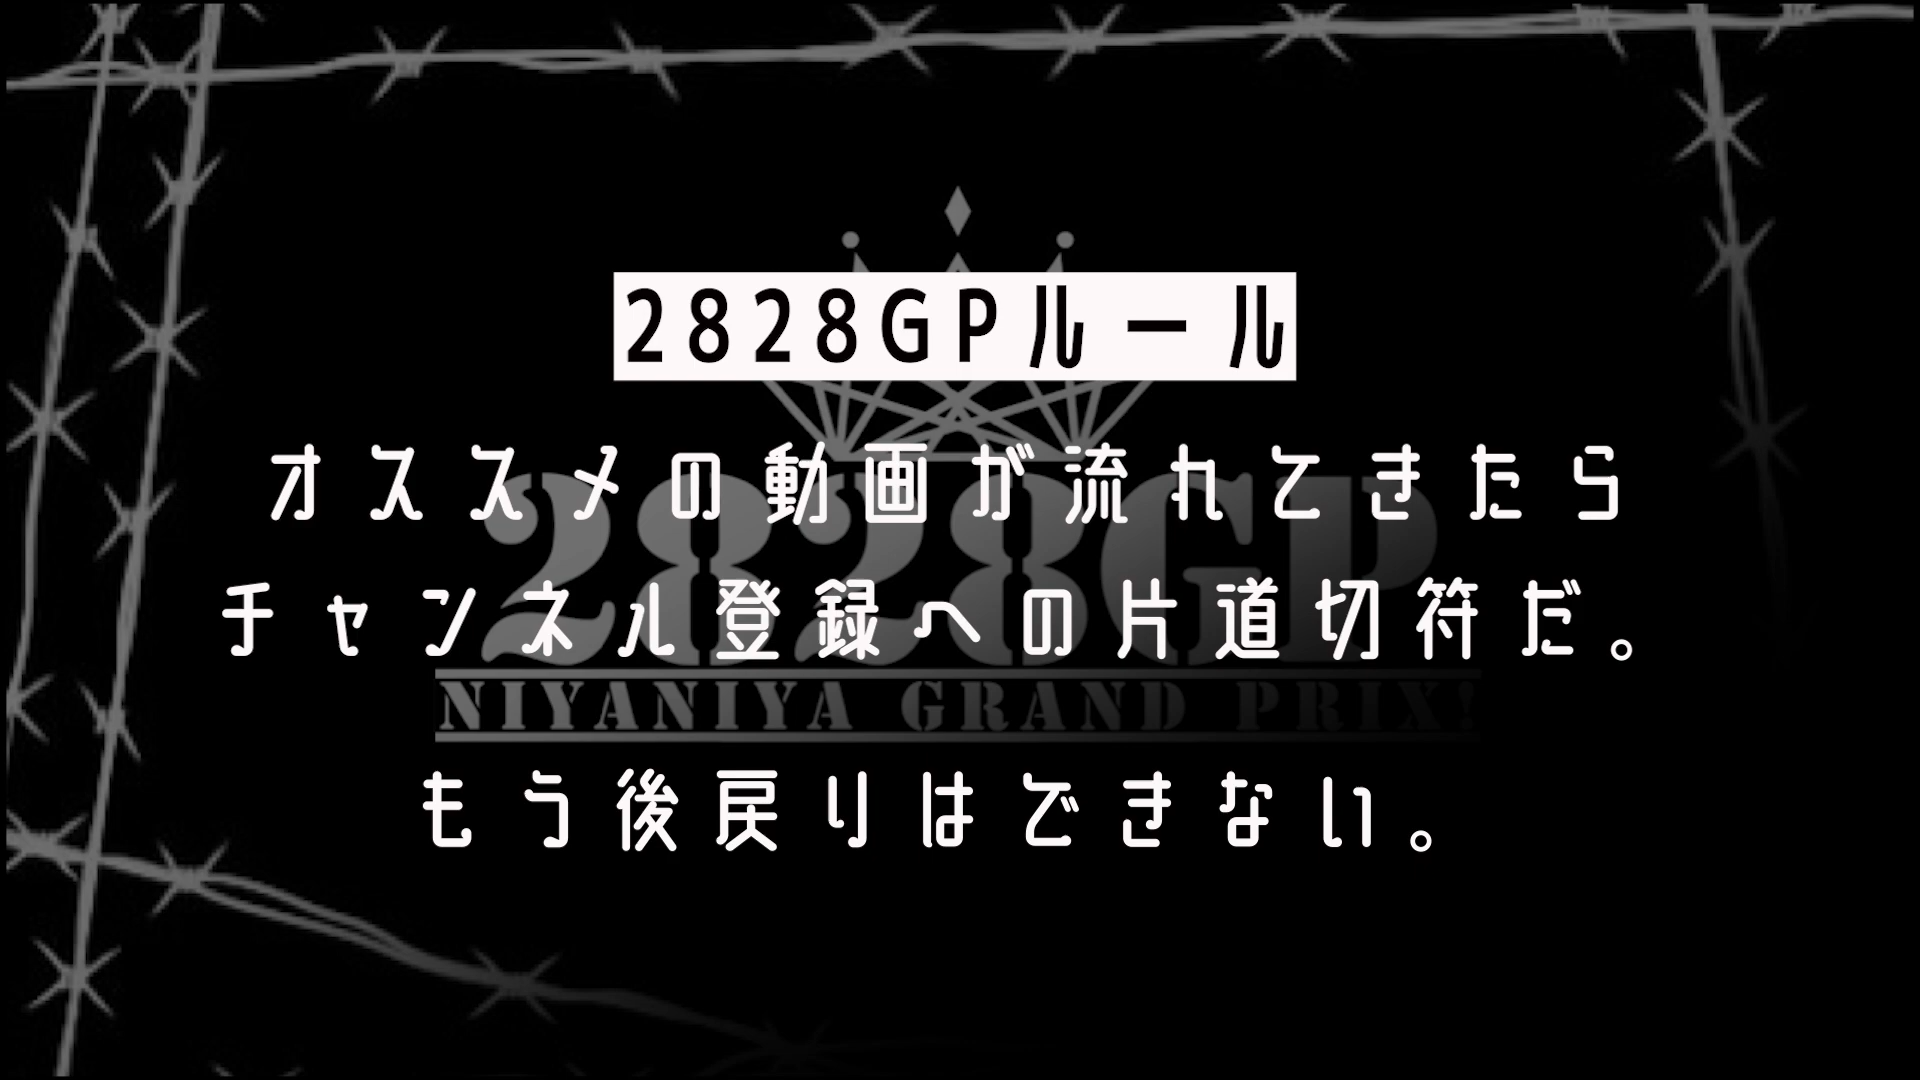 2828GPルール
オススメの動画が流れてきたら
チャンネル登録への片道切符だ。
もう後戻りはできない。
2828GP
NIYANIYA GRAND PRIX!